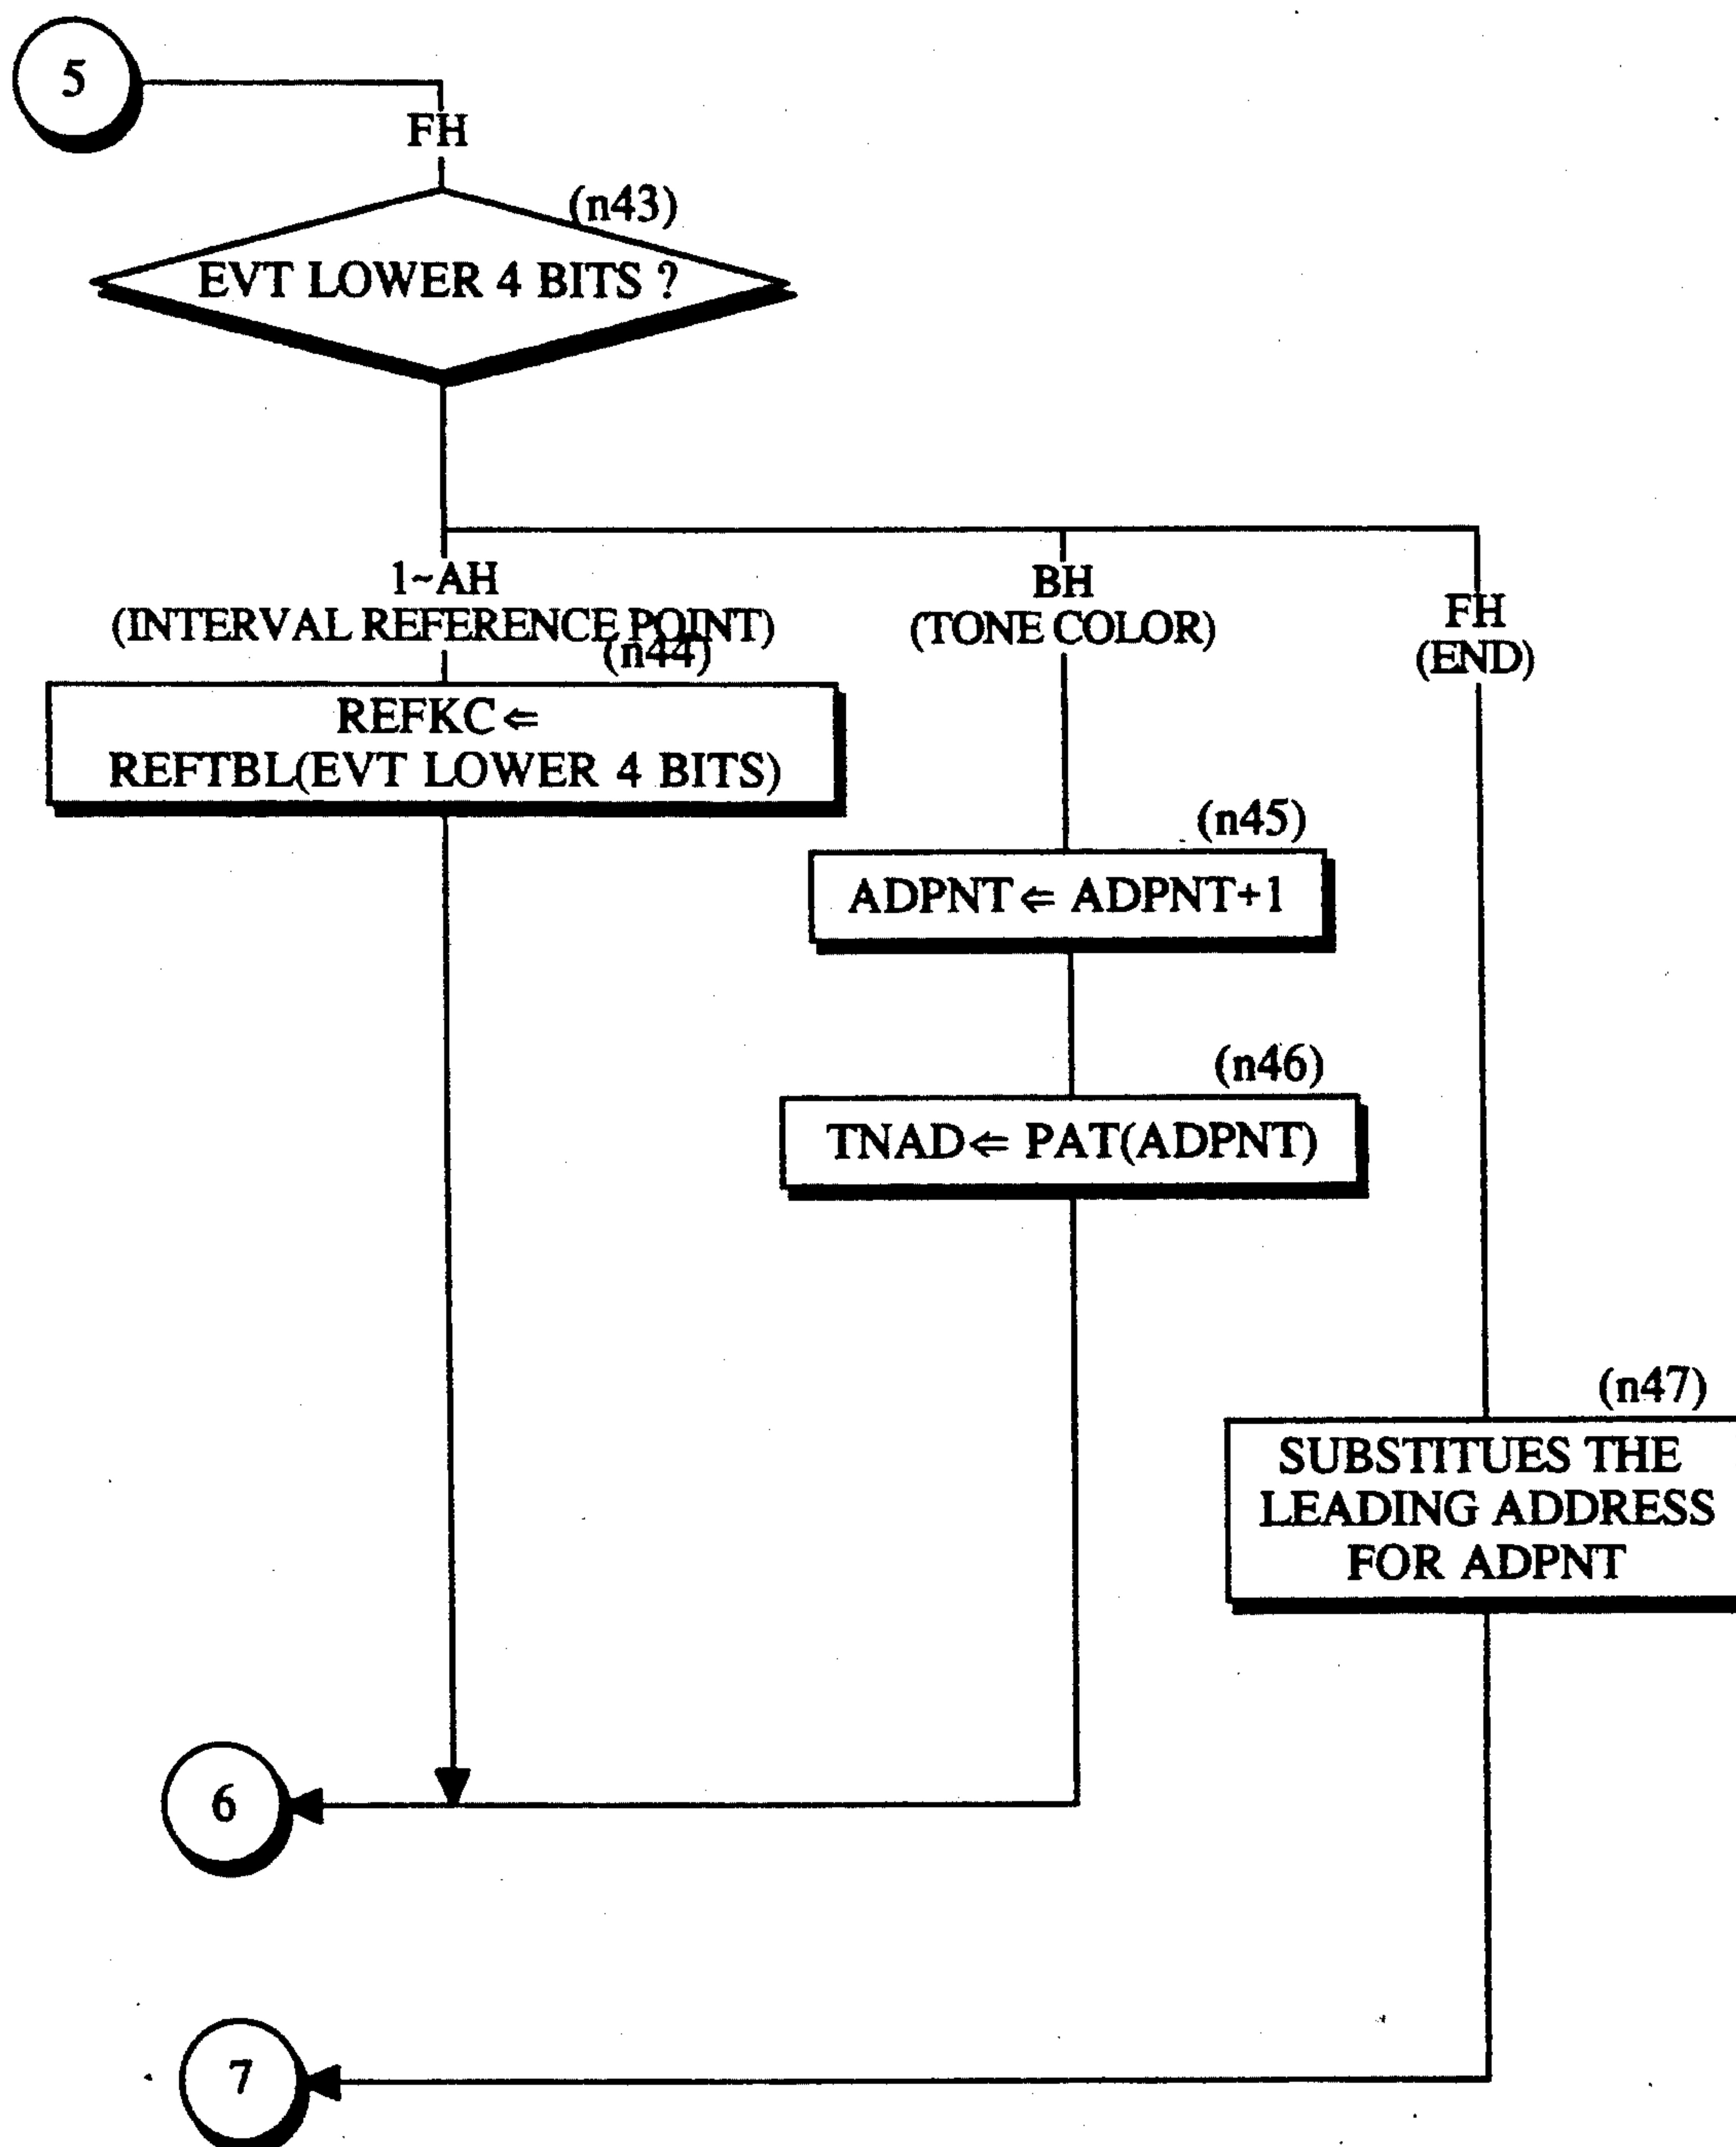 5
FH
(n43)
EVT LOWER 4 BITS ?
1~AH
(INTERVAL REFERENCE POINT)
(n44)
REFKC⇐
REFTBL(EVT LOWER 4 BITS)
BH
(TONE COLOR)
FH
(END)
(n45)
ADPNT⇐ ADPNT+1
(n46)
TNAD⇐ PAT(ADPNT)
(n47)
SUBSTITUES THE
LEADING ADDRESS
FOR ADPNT
6
7